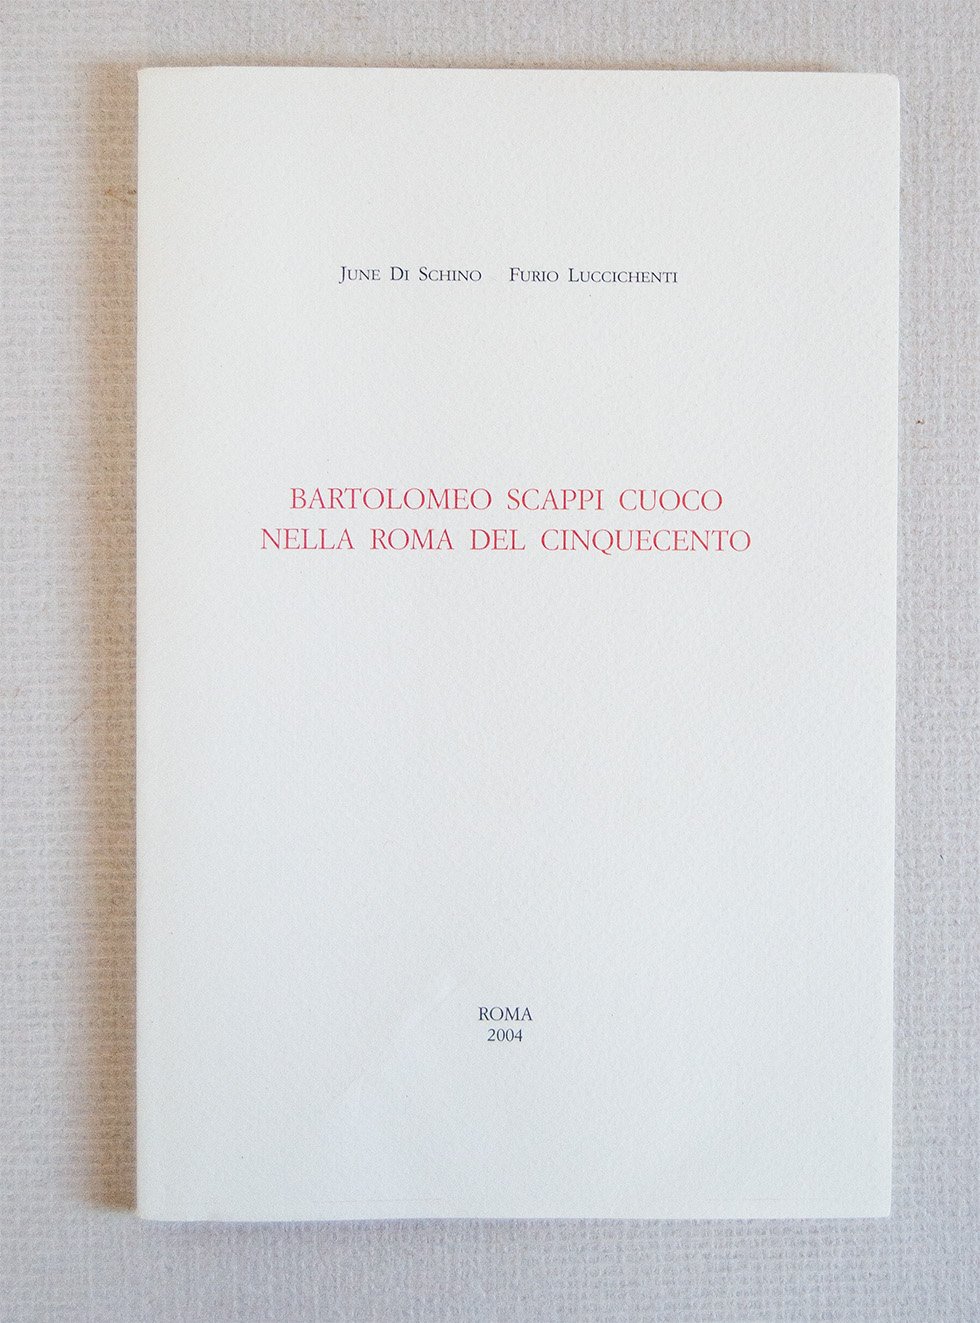 June Di Schino Furio Luccichenti
BARTOLOMEO SCAPPI CUOCO
NELLA ROMA DEL CINQUECENTO
ROMA
2004